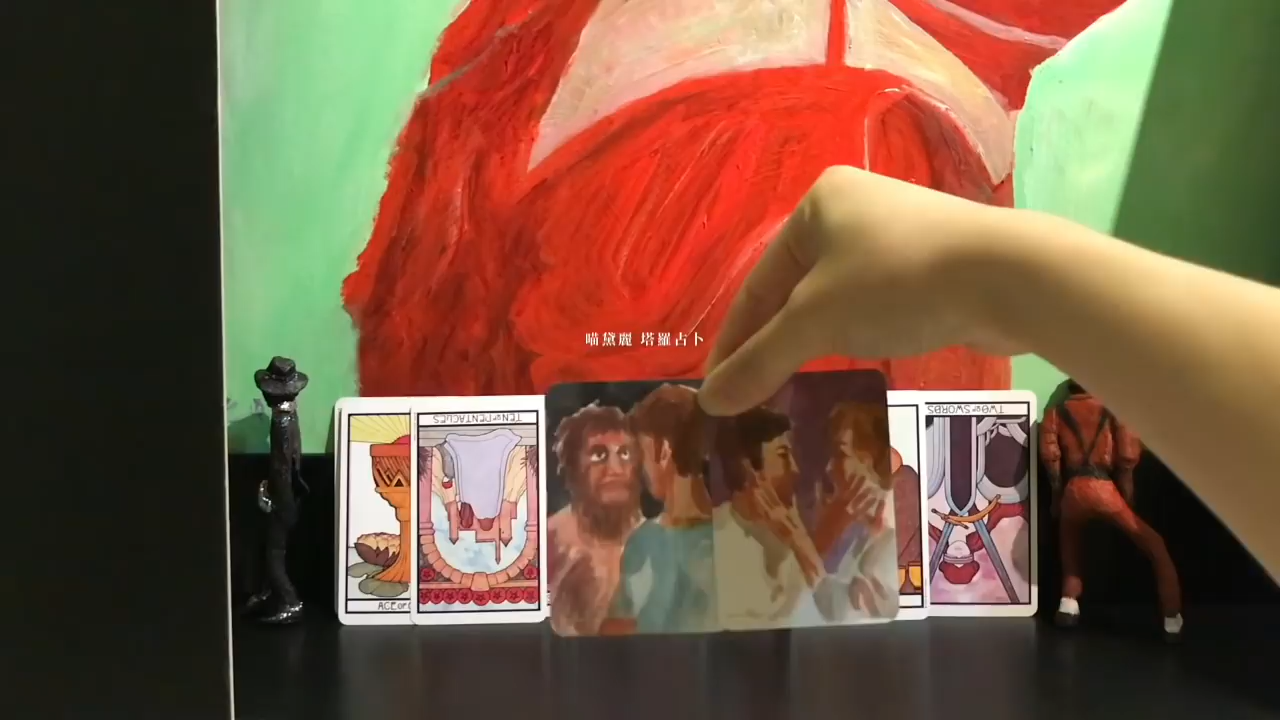 喵黛麗 塔羅占卜
TEN OF PENTACLES
TWO OF SWORDS
ACE OF